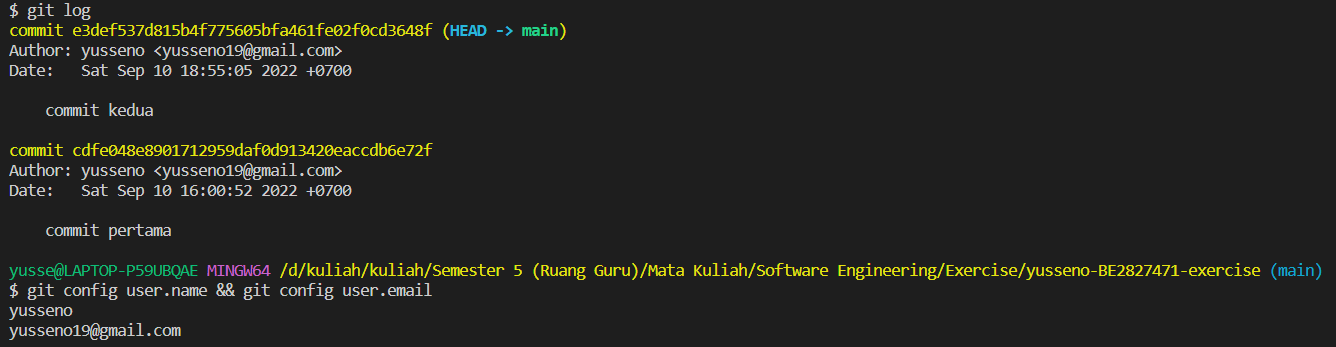 $ git log
commit e3def537d815b4f775605bfa461fe02f0cd3648f (HEAD -> main)
Author: yusseno <yusseno19@gmail.com>
Date:   Sat Sep 10 18:55:05 2022 +0700
    commit kedua
commit cdfe048e8901712959daf0d913420eaccdb6e72f
Author: yusseno <yusseno19@gmail.com>
Date:   Sat Sep 10 16:00:52 2022 +0700
    commit pertama
yusse@LAPTOP-P59UBQAE MINGW64 /d/kuliah/kuliah/Semester 5 (Ruang Guru)/Mata Kuliah/Software Engineering/Exercise/yusseno-BE2827471-exercise (main)
$ git config user.name && git config user.email
yusseno
yusseno19@gmail.com